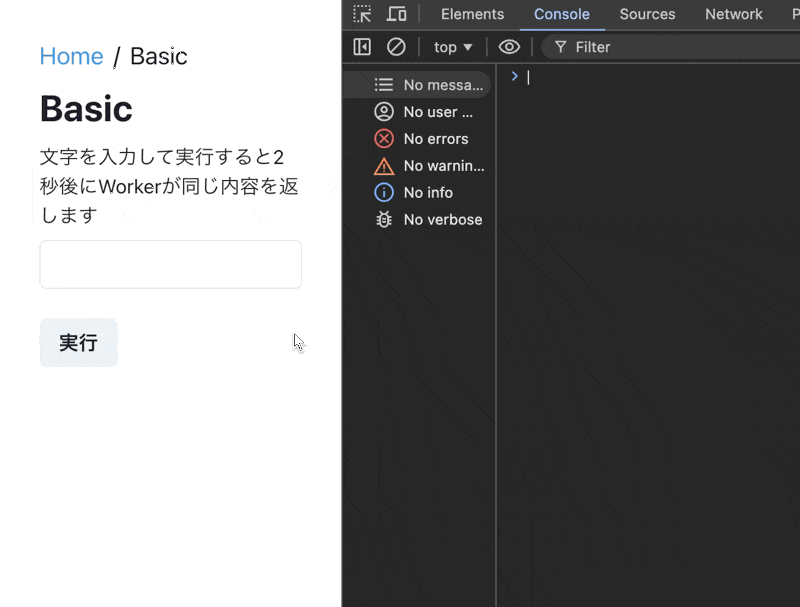 Home / Basic
Basic
文字を入力して実行すると2
秒後にWorkerが同じ内容を返
します
実行
Elements Console Sources Network
top ▼ Filter
No messa...
No user ...
No errors
No warnin...
No info
No verbose